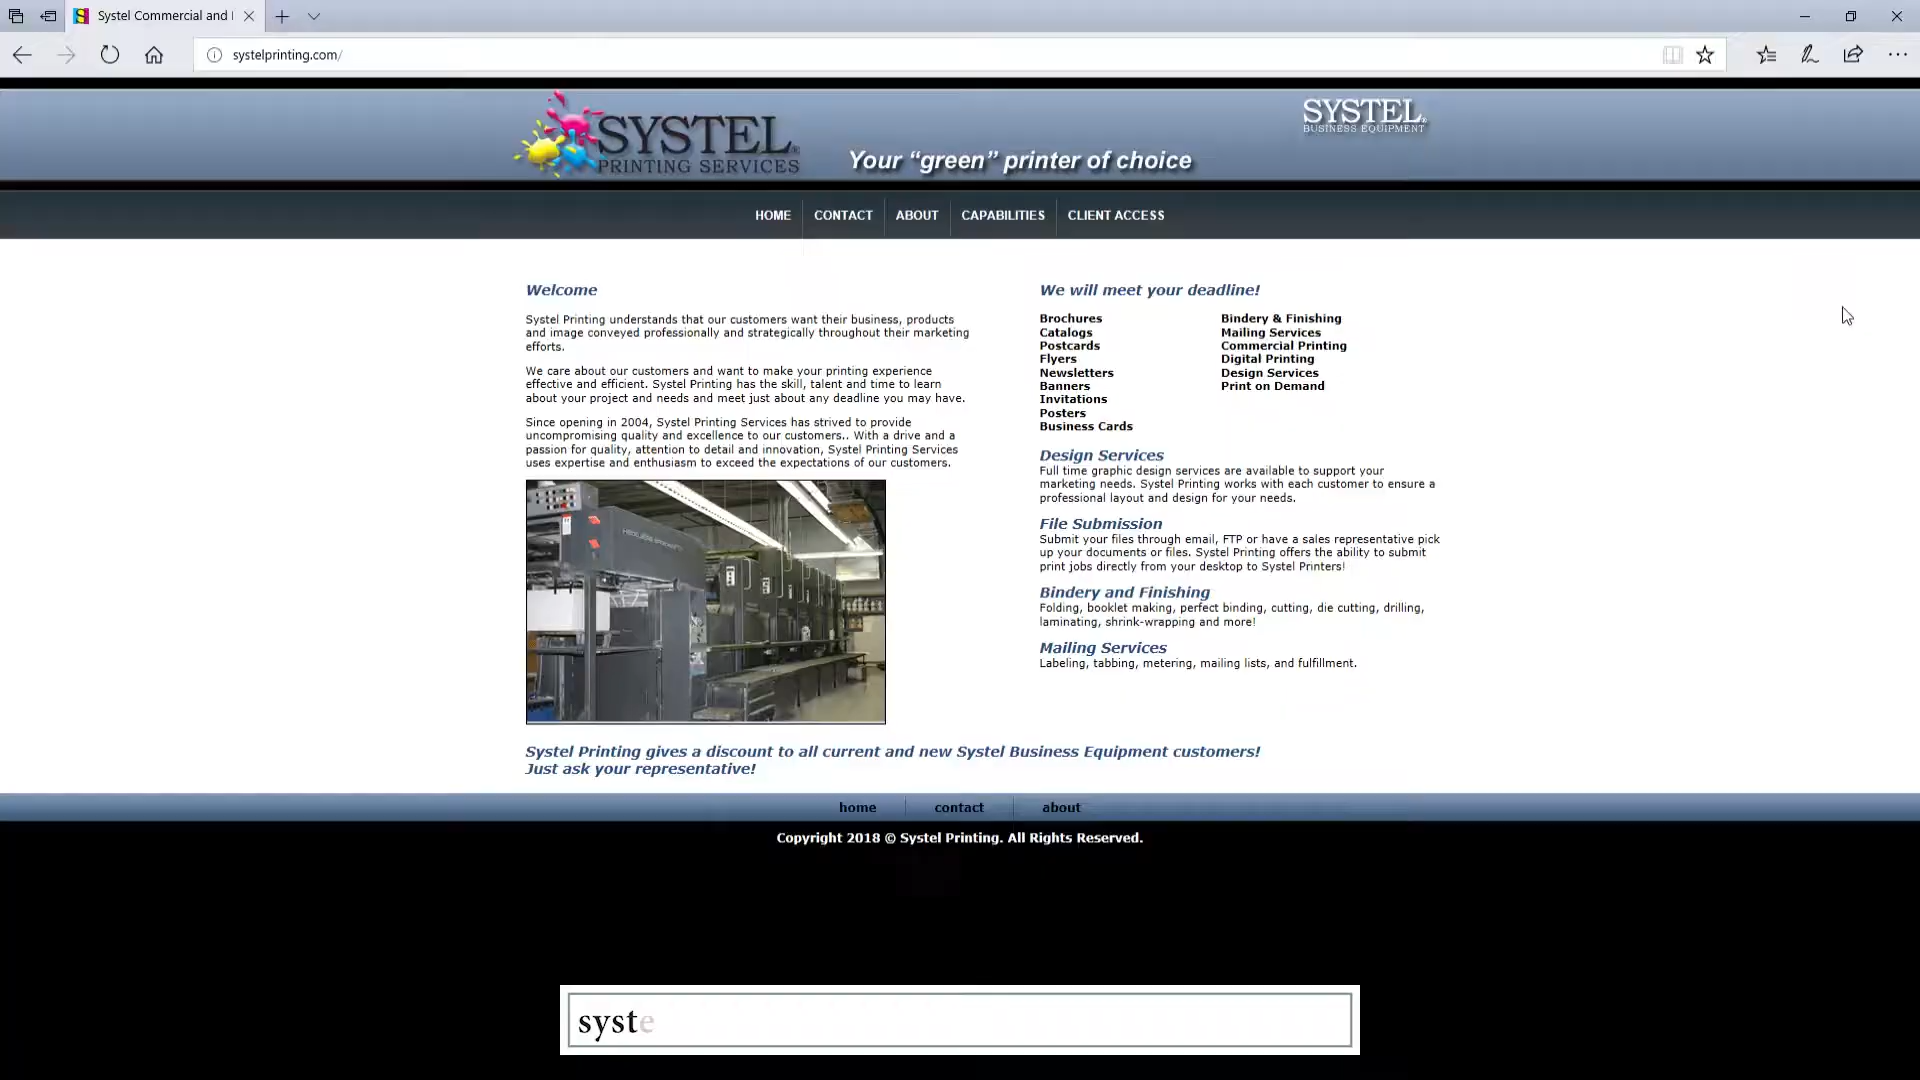 Systel Commercial and
systelprinting.com/
SYSTEL®
PRINTING SERVICES
Your “green” printer of choice
SYSTEL®
BUSINESS EQUIPMENT
HOME CONTACT ABOUT CAPABILITIES CLIENT ACCESS
Welcome
Systel Printing understands that our customers want their business, products
and image conveyed professionally and strategically throughout their marketing
efforts.
We care about our customers and want to make your printing experience
effective and efficient. Systel Printing has the skill, talent and time to learn
about your project and needs and meet just about any deadline you may have.
Since opening in 2004, Systel Printing Services has strived to provide
uncompromising quality and excellence to our customers.. With a drive and a
passion for quality, attention to detail and innovation, Systel Printing Services
uses expertise and enthusiasm to exceed the expectations of our customers.
We will meet your deadline!
Brochures
Catalogs
Postcards
Flyers
Newsletters
Banners
Invitations
Posters
Business Cards
Bindery & Finishing
Mailing Services
Commercial Printing
Digital Printing
Design Services
Print on Demand
Design Services
Full time graphic design services are available to support your
marketing needs. Systel Printing works with each customer to ensure a
professional layout and design for your needs.
File Submission
Submit your files through email, FTP or have a sales representative pick
up your documents or files. Systel Printing offers the ability to submit
print jobs directly from your desktop to Systel Printers!
Bindery and Finishing
Folding, booklet making, perfect binding, cutting, die cutting, drilling,
laminating, shrink-wrapping and more!
Mailing Services
Labeling, tabbing, metering, mailing lists, and fulfillment.
Systel Printing gives a discount to all current and new Systel Business Equipment customers!
Just ask your representative!
home contact about
Copyright 2018 © Systel Printing. All Rights Reserved.
syste